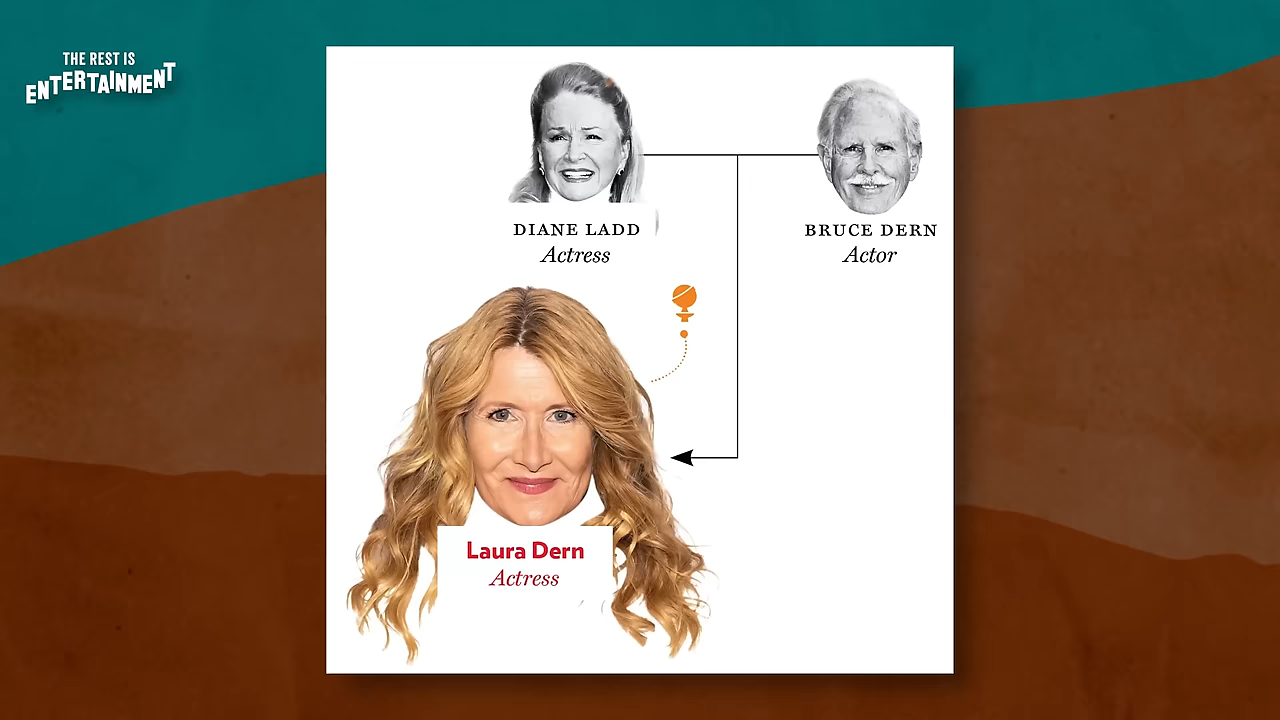 THE REST IS
ENTERTAINMENT
DIANE LADD
Actress
BRUCE DERN
Actor
Laura Dern
Actress